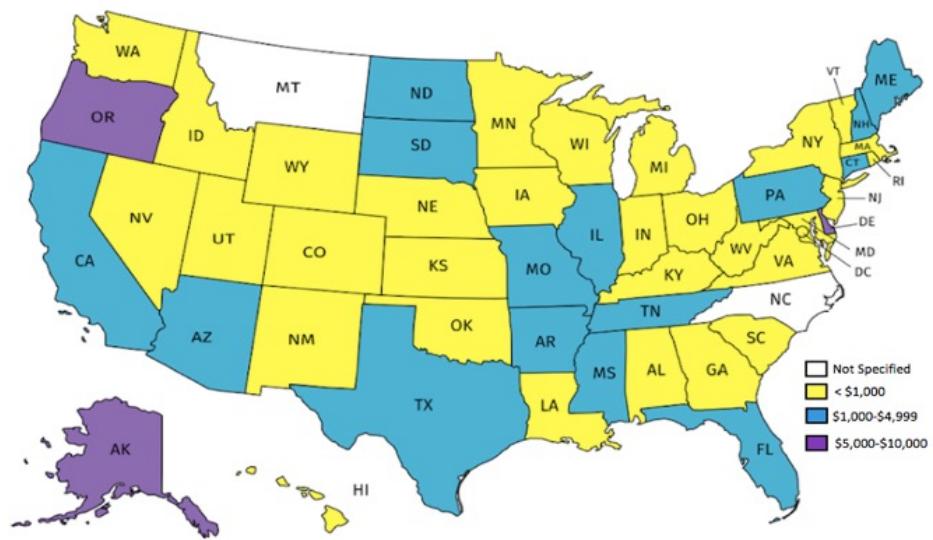 WA
MT
ND
MN
VT
ME
OR
ID
SD
WI
MI
NY
NH
MA
CT
RI
WY
NV
UT
CO
NE
IA
IL
IN
OH
PA
NJ
DE
MD
DC
CA
KS
MO
KY
WV
VA
AZ
NM
OK
AR
TN
NC
SC
TX
LA
MS
AL
GA
FL
AK
HI
Not Specified
< $1,000
$1,000-$4,999
$5,000-$10,000